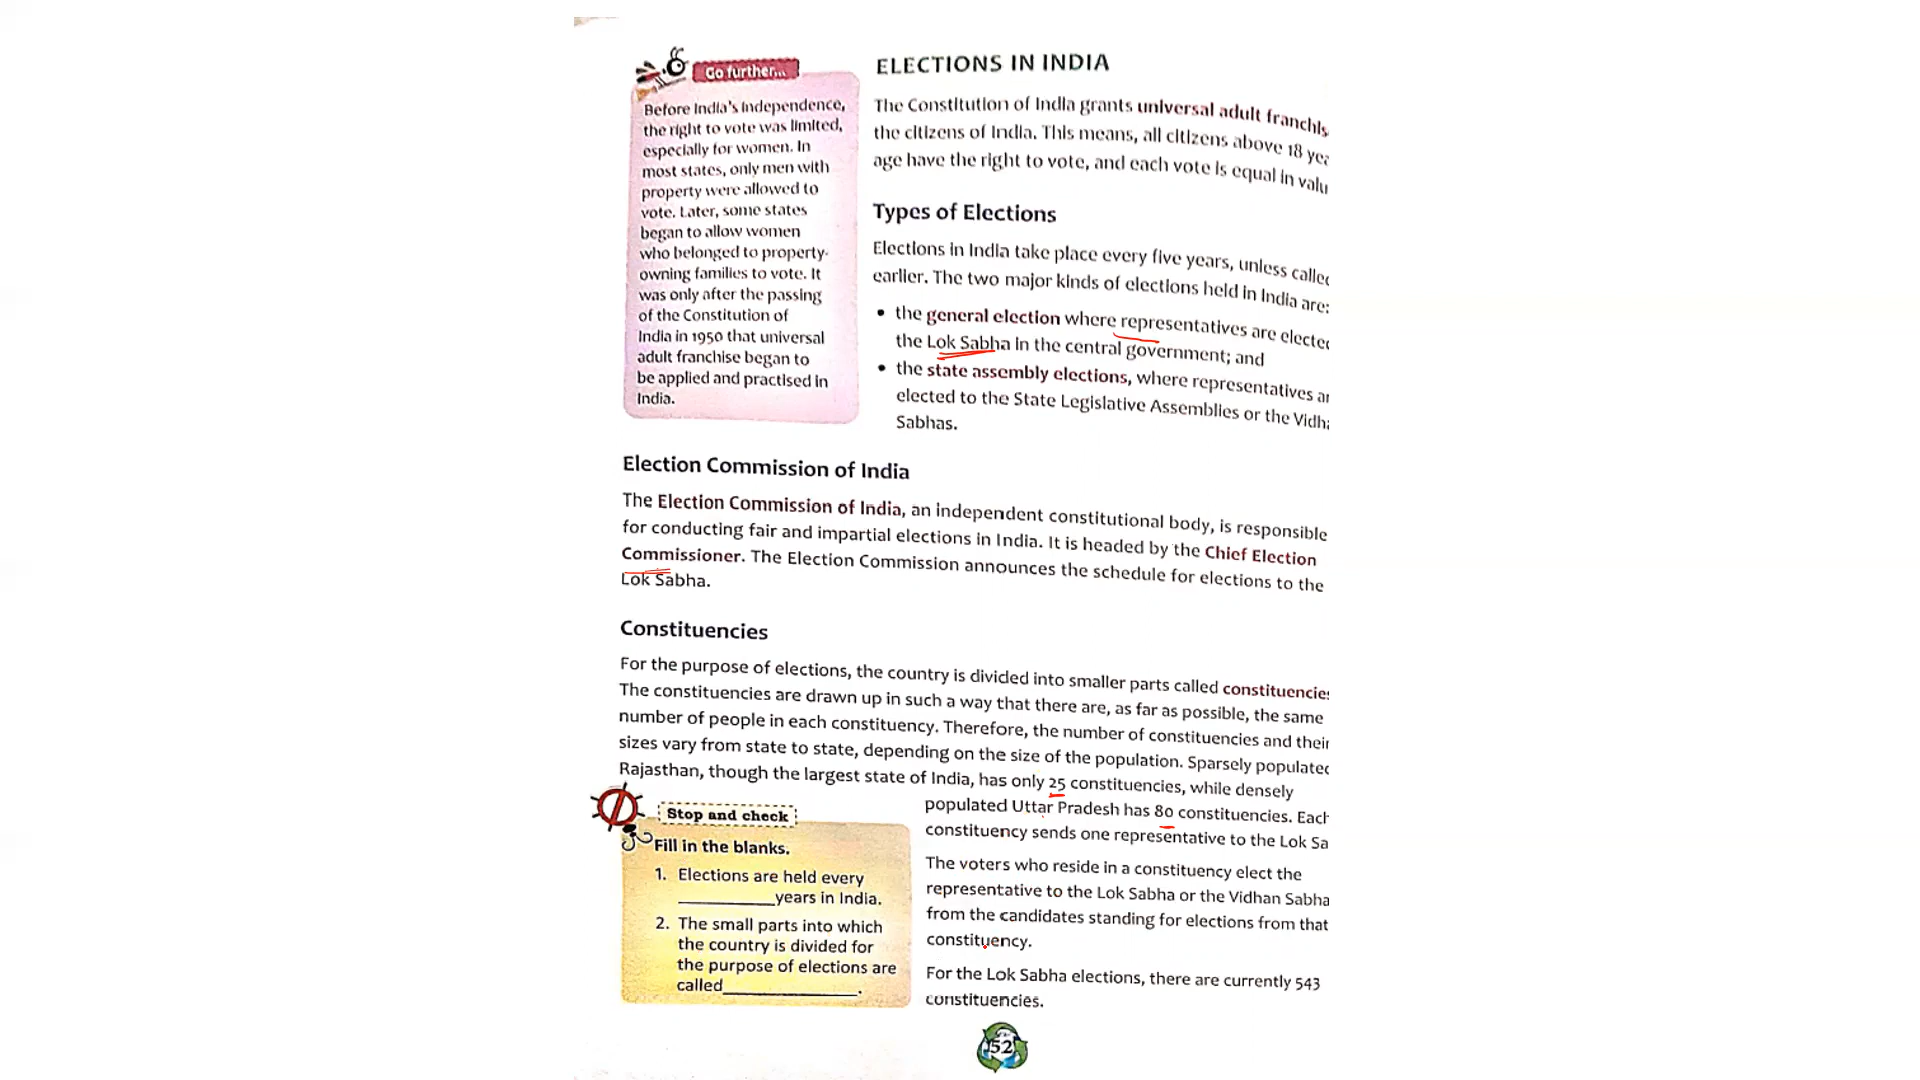 Go further...
Before India's independence,
the right to vote was limited,
especially for women. In
most states, only men with
property were allowed to
vote. Later, some states
began to allow women
who belonged to property-
owning families to vote. It
was only after the passing
of the Constitution of
India in 1950 that universal
adult franchise began to
be applied and practised in
India.
ELECTIONS IN INDIA
The Constitution of India grants universal adult franchis
the citizens of India. This means, all citizens above 18 yea
age have the right to vote, and each vote is equal in valu
Types of Elections
Elections in India take place every five years, unless called
earlier. The two major kinds of elections held in India are:
• the general election where representatives are elected
the Lok Sabha in the central government; and
• the state assembly elections, where representatives ar
elected to the State Legislative Assemblies or the Vidha
Sabhas.
Election Commission of India
The Election Commission of India, an independent constitutional body, is responsible
for conducting fair and impartial elections in India. It is headed by the Chief Election
Commissioner. The Election Commission announces the schedule for elections to the
Lok Sabha.
Constituencies
For the purpose of elections, the country is divided into smaller parts called constituencies
The constituencies are drawn up in such a way that there are, as far as possible, the same
number of people in each constituency. Therefore, the number of constituencies and their
sizes vary from state to state, depending on the size of the population. Sparsely populated
Rajasthan, though the largest state of India, has only 25 constituencies, while densely
populated Uttar Pradesh has 80 constituencies. Each
constituency sends one representative to the Lok Sa
The voters who reside in a constituency elect the
representative to the Lok Sabha or the Vidhan Sabha
from the candidates standing for elections from that
constituency.
For the Lok Sabha elections, there are currently 543
constituencies.
Stop and check
Fill in the blanks.
1. Elections are held every
__________ years in India.
2. The small parts into which
the country is divided for
the purpose of elections are
called______________.
52